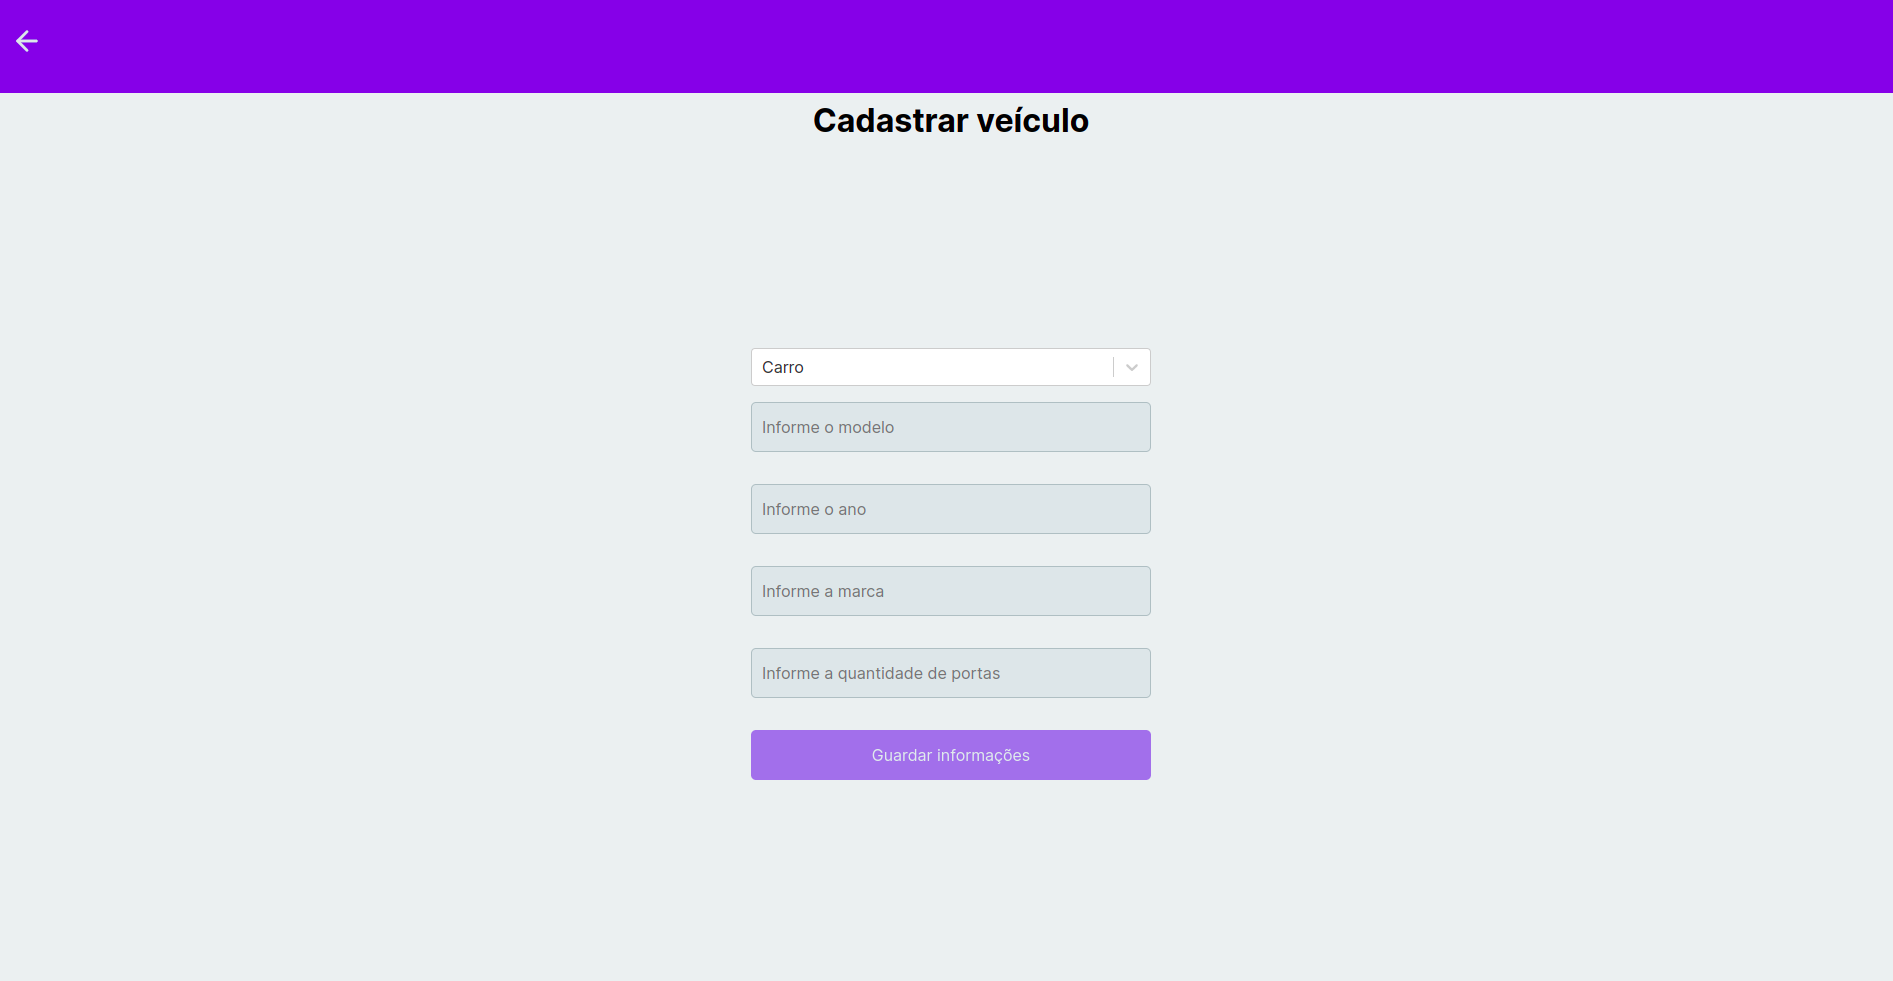 Cadastrar veículo
Carro
Informe o modelo
Informe o ano
Informe a marca
Informe a quantidade de portas
Guardar informações